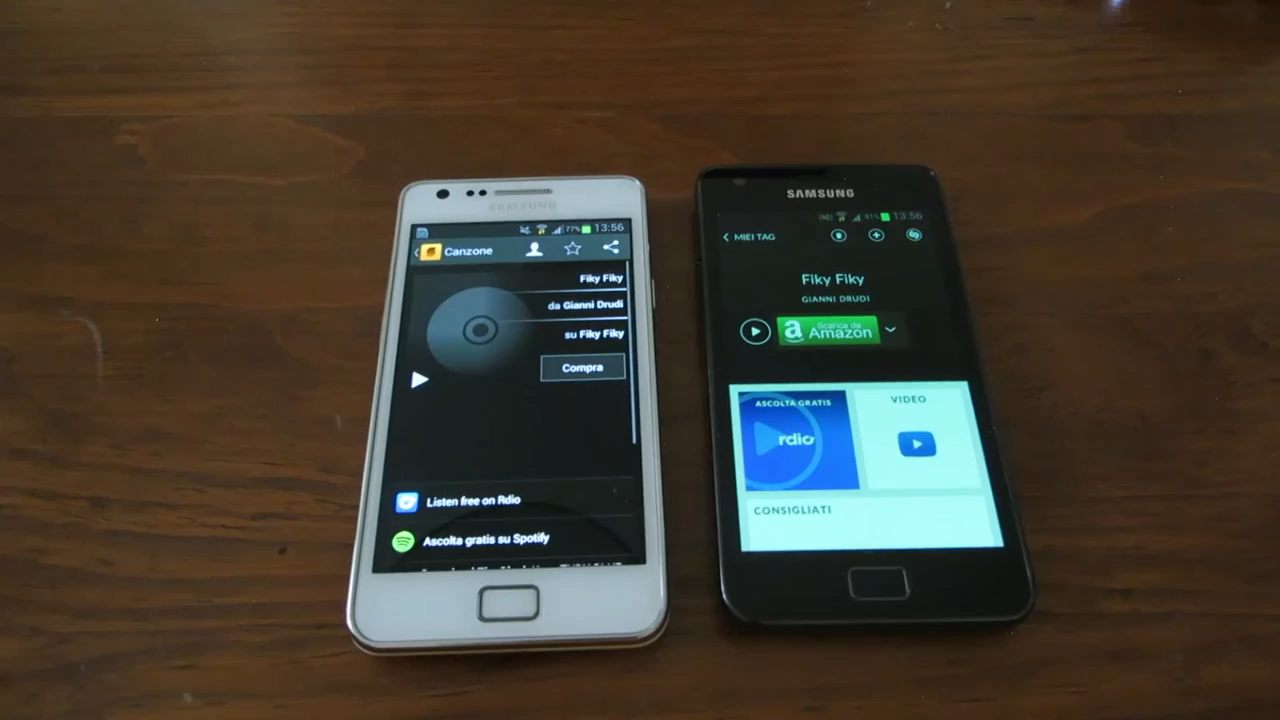 SAMSUNG
77% 13:56
Canzone
Fiky Fiky
da Gianni Drudi
su Fiky Fiky
Compra
Listen free on Rdio
Ascolta gratis su Spotify
SAMSUNG
81% 13:56
MIEI TAG
Fiky Fiky
GIANNI DRUDI
a Scarica da
Amazon
ASCOLTA GRATIS
rdio
VIDEO
CONSIGLIATI